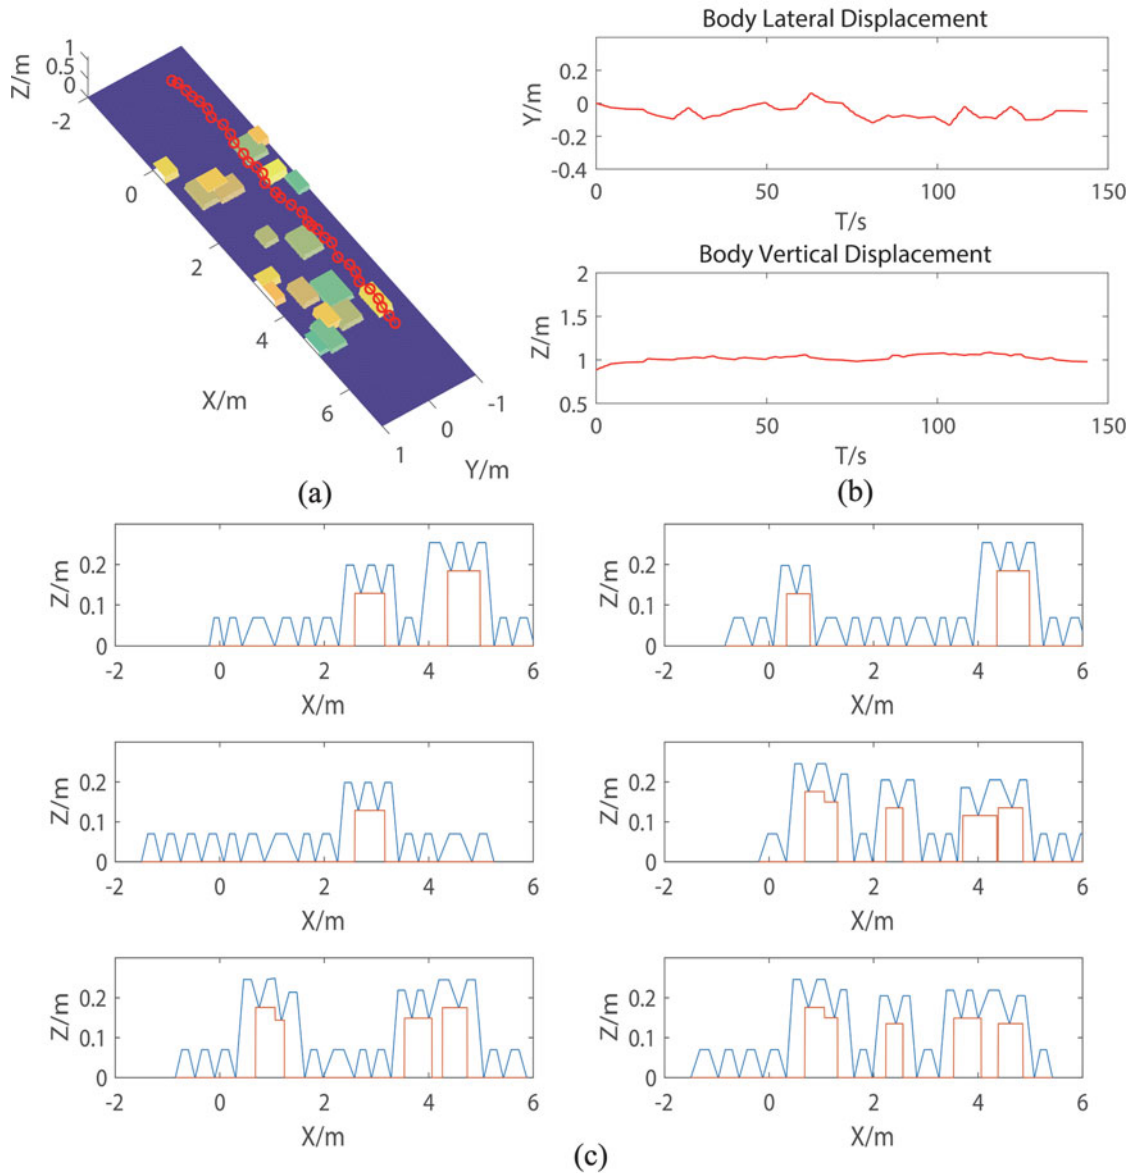 Body Lateral Displacement
Z/m
1
0.5
0
-2
0
2
4
6
X/m
-1
0
1
Y/m
(a)
Y/m
0.2
0
-0.2
-0.4
0 50 100 150
T/s
Body Vertical Displacement
Z/m
2
1.5
1
0.5
0 50 100 150
T/s
(b)
Z/m
0.2
0.1
0
-2 0 2 4 6
X/m
Z/m
0.2
0.1
0
-2 0 2 4 6
X/m
Z/m
0.2
0.1
0
-2 0 2 4 6
X/m
Z/m
0.2
0.1
0
-2 0 2 4 6
X/m
Z/m
0.2
0.1
0
-2 0 2 4 6
X/m
Z/m
0.2
0.1
0
-2 0 2 4 6
X/m
(c)